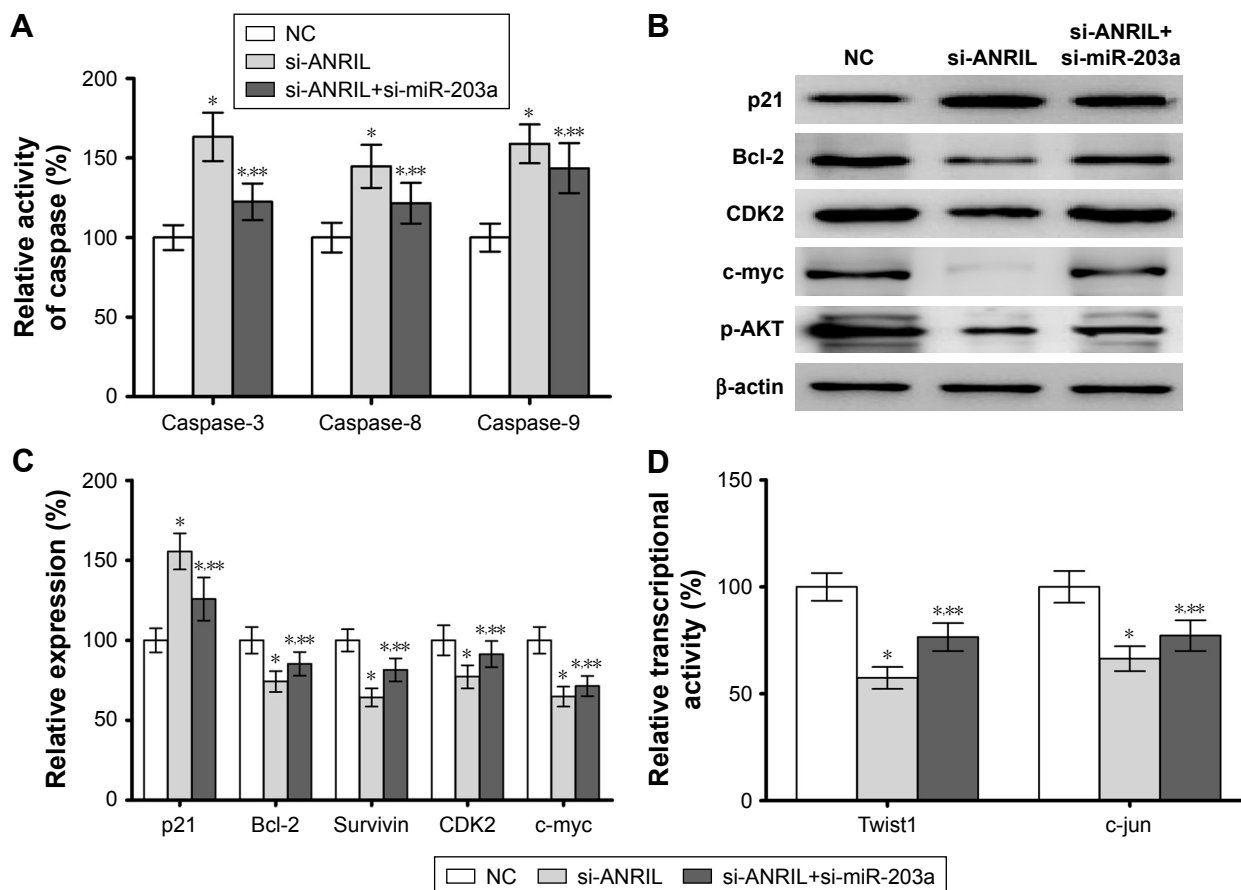 A
NC
si-ANRIL
si-ANRIL+si-miR-203a
Relative activity
of caspase (%)
200
150
100
50
0
*
*,**
*
*,**
*
*,**
Caspase-3
Caspase-8
Caspase-9
B
NC
si-ANRIL
si-ANRIL+
si-miR-203a
p21
Bcl-2
CDK2
c-myc
p-AKT
β-actin
C
Relative expression (%)
200
150
100
50
0
*
*,**
*
*,**
*
*,**
*
*,**
*
*,**
p21
Bcl-2
Survivin
CDK2
c-myc
D
Relative transcriptional
activity (%)
150
100
50
0
*
*,**
*
*,**
Twist1
c-jun
NC
si-ANRIL
si-ANRIL+si-miR-203a